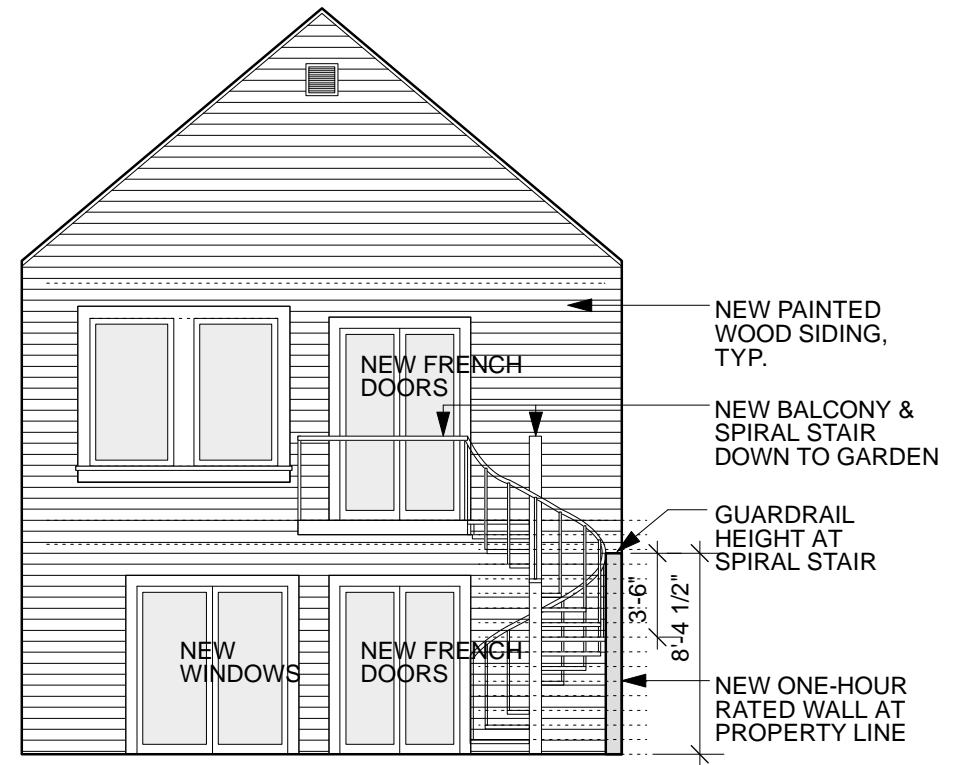 NEW PAINTED
WOOD SIDING,
TYP.
NEW FRENCH
DOORS
NEW BALCONY &
SPIRAL STAIR
DOWN TO GARDEN
GUARDRAIL
HEIGHT AT
SPIRAL STAIR
3'-6"
8'-4 1/2"
NEW
WINDOWS
NEW FRENCH
DOORS
NEW ONE-HOUR
RATED WALL AT
PROPERTY LINE